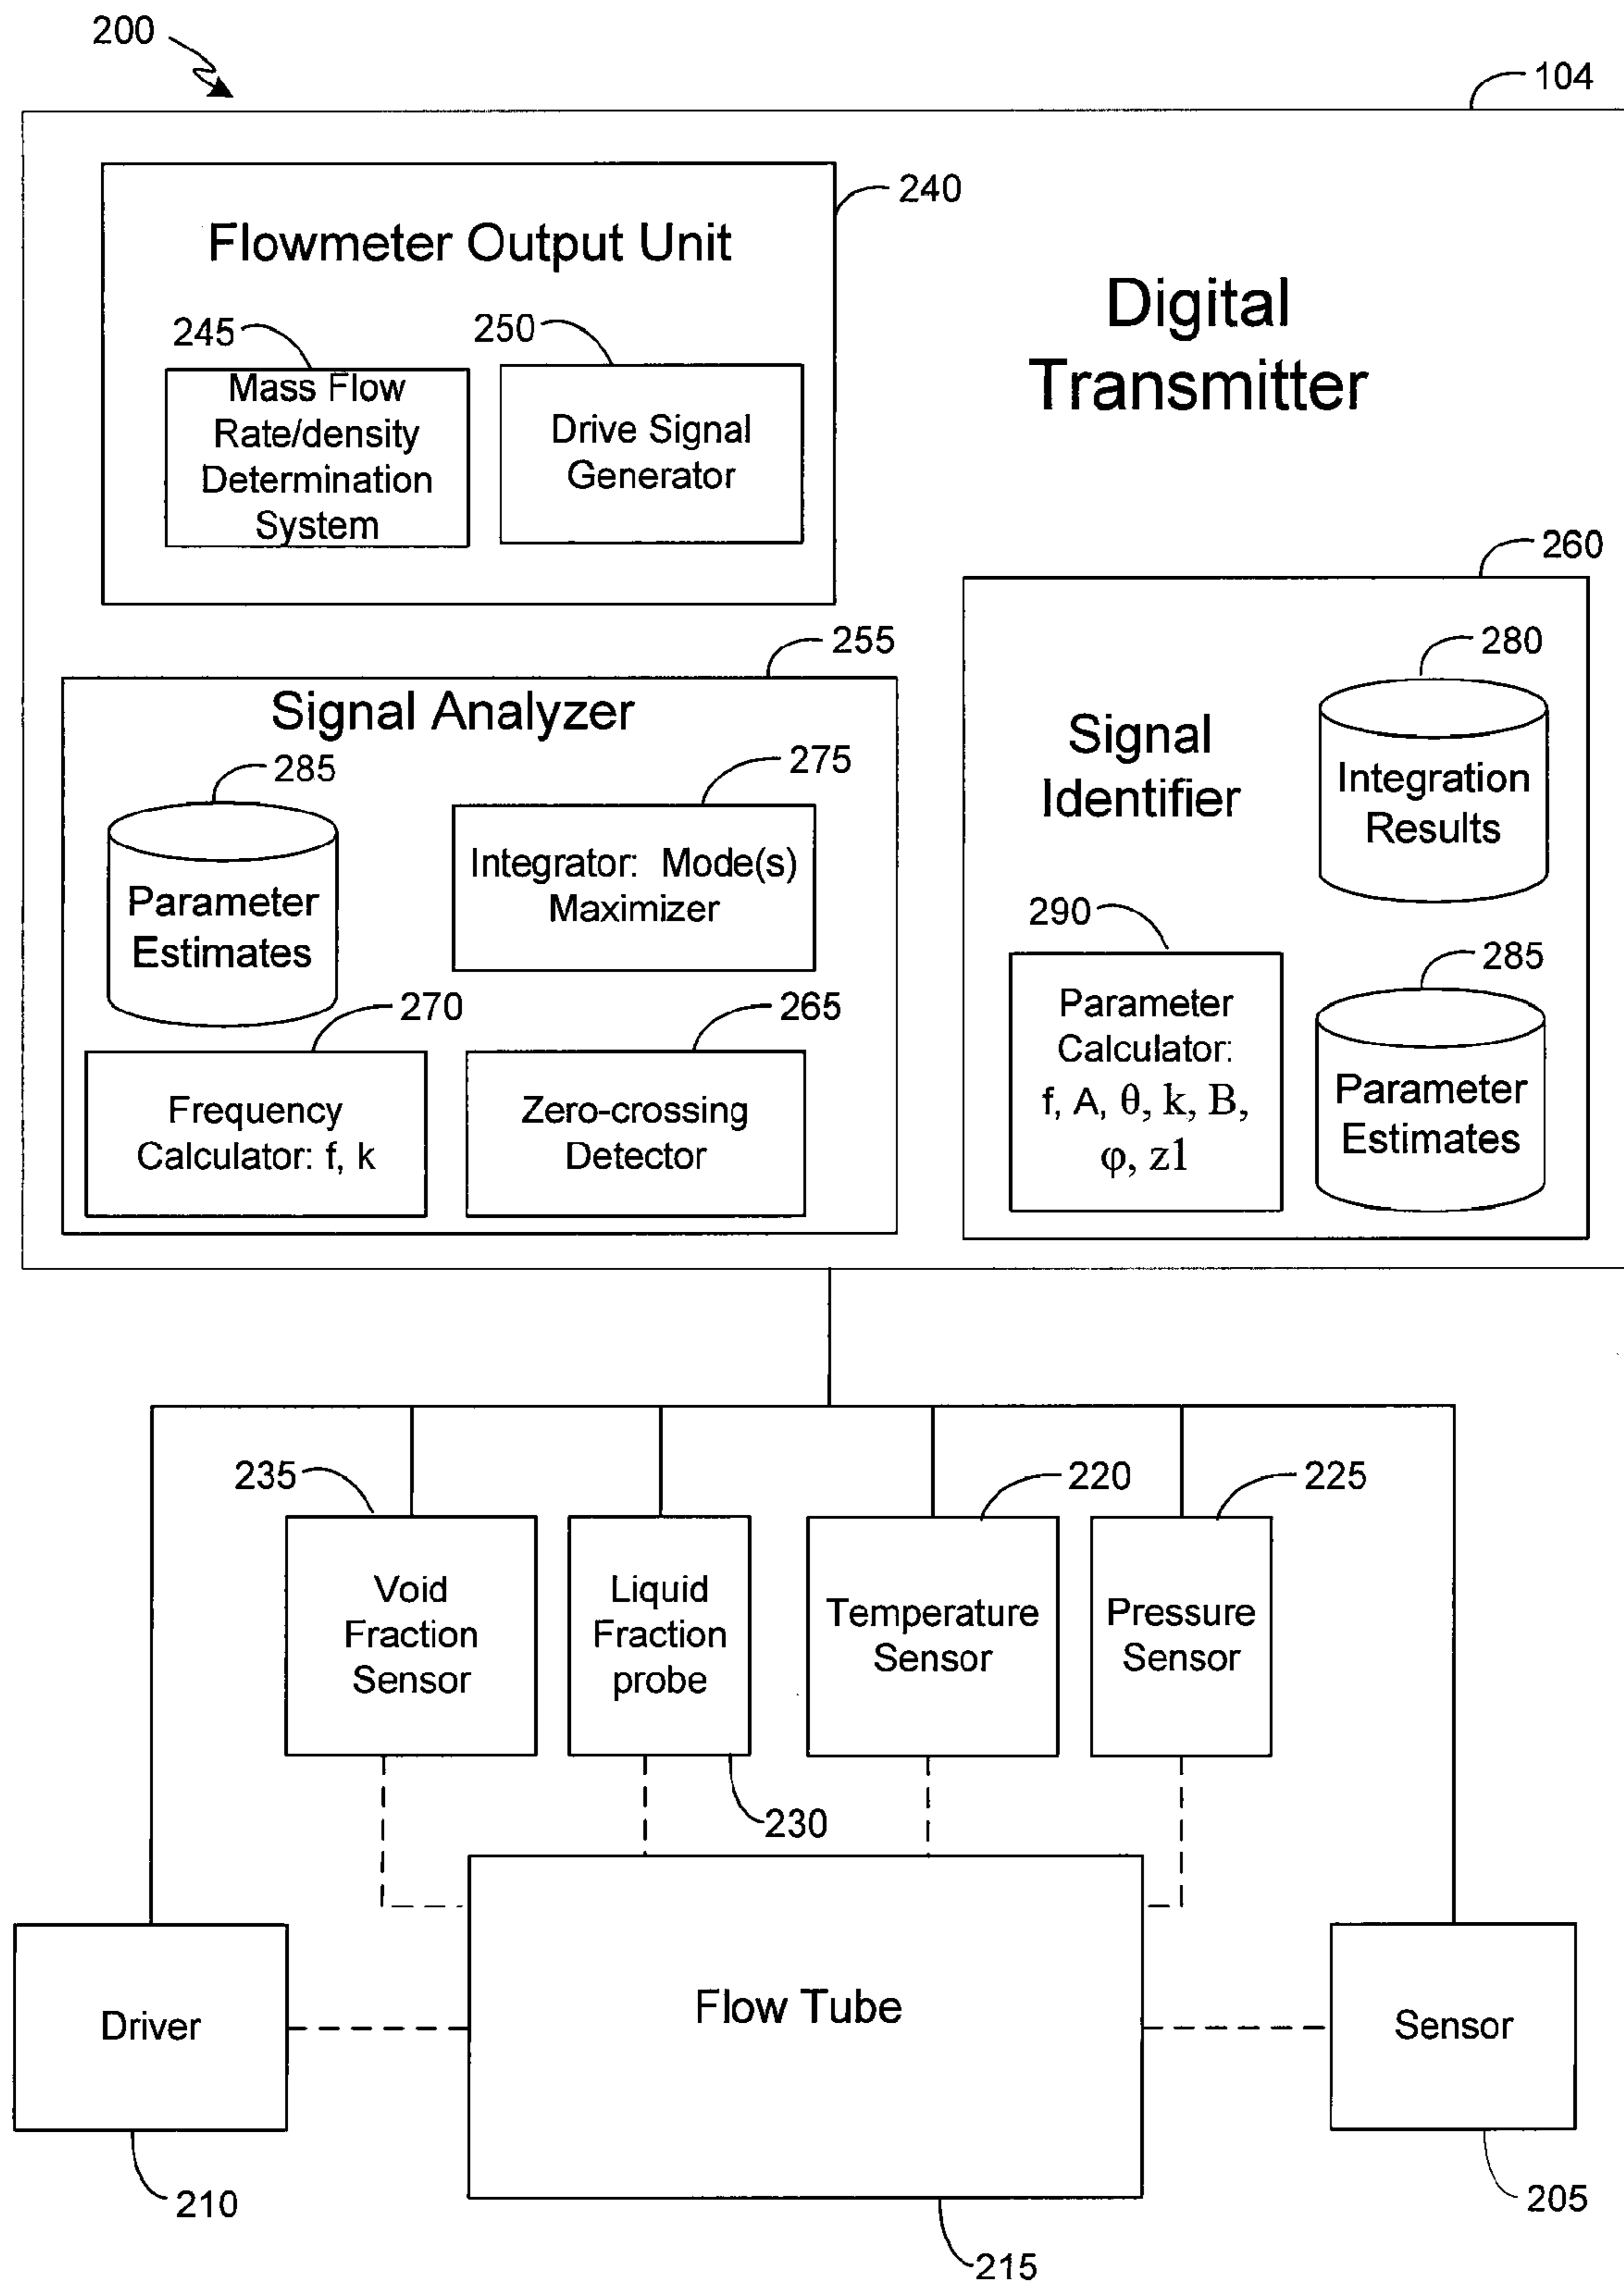 200
104
240
Flowmeter Output Unit
245
250
Mass Flow
Rate/density
Determination
System
Drive Signal
Generator
Digital
Transmitter
260
255
Signal Analyzer
285
275
Parameter
Estimates
Integrator: Mode(s)
Maximizer
270
265
Frequency
Calculator: f, k
Zero-crossing
Detector
280
Signal
Identifier
Integration
Results
290
285
Parameter
Calculator:
f, A, θ, k, B,
φ, z1
Parameter
Estimates
235
220
225
Void
Fraction
Sensor
Liquid
Fraction
probe
Temperature
Sensor
Pressure
Sensor
230
Driver
Flow Tube
Sensor
210
215
205